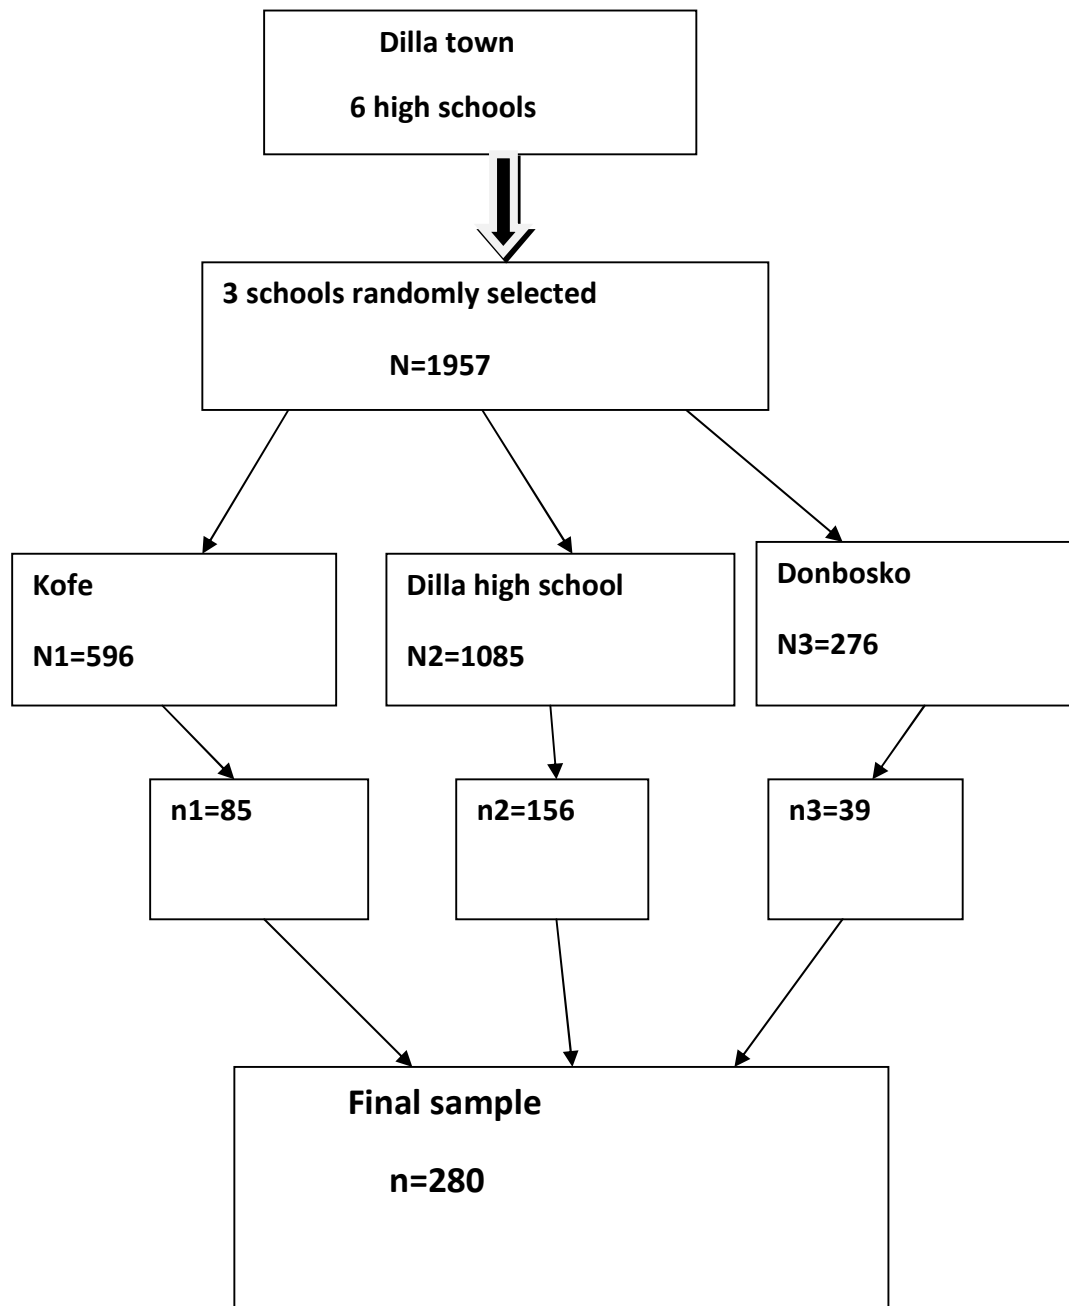 Dilla town
6 high schools
3 schools randomly selected
N=1957
Kofe
N1=596
Dilla high school
N2=1085
Donbosko
N3=276
n1=85
n2=156
n3=39
Final sample
n=280